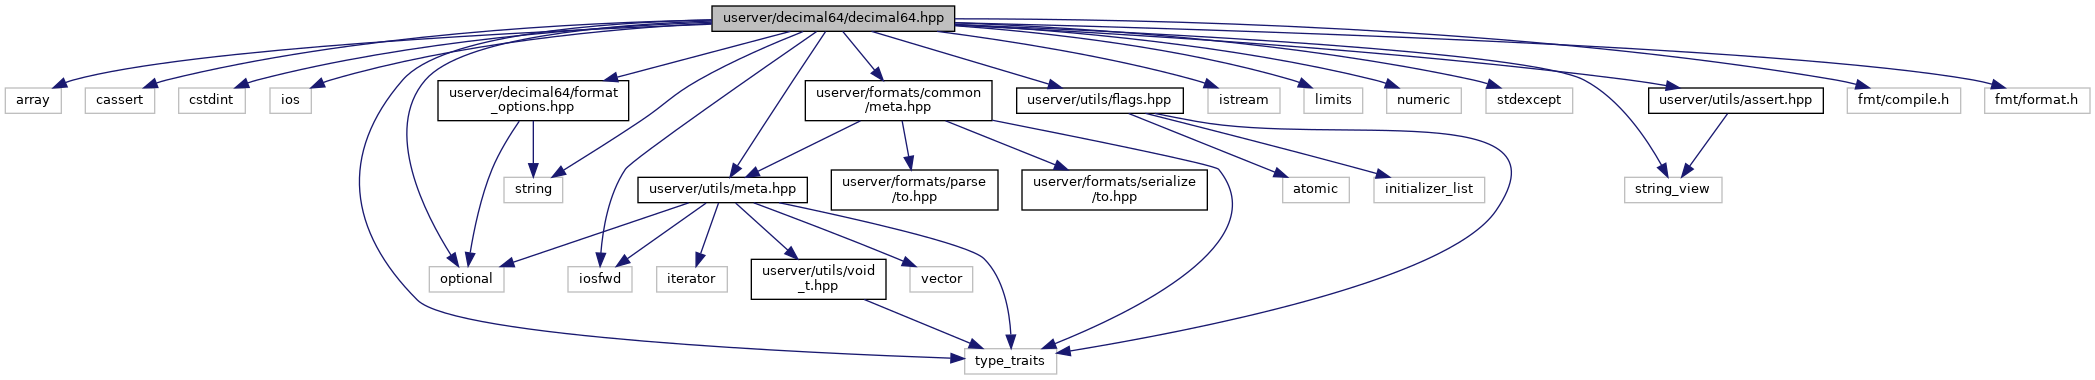 userver/decimal64/decimal64.hpp
array
cassert
cstdint
ios
userver/decimal64/format
_options.hpp
userver/formats/common
/meta.hpp
userver/utils/flags.hpp
istream
limits
numeric
stdexcept
userver/utils/assert.hpp
fmt/compile.h
fmt/format.h
string
userver/utils/meta.hpp
userver/formats/parse
/to.hpp
userver/formats/serialize
/to.hpp
atomic
initializer_list
string_view
optional
iosfwd
iterator
userver/utils/void
_t.hpp
vector
type_traits